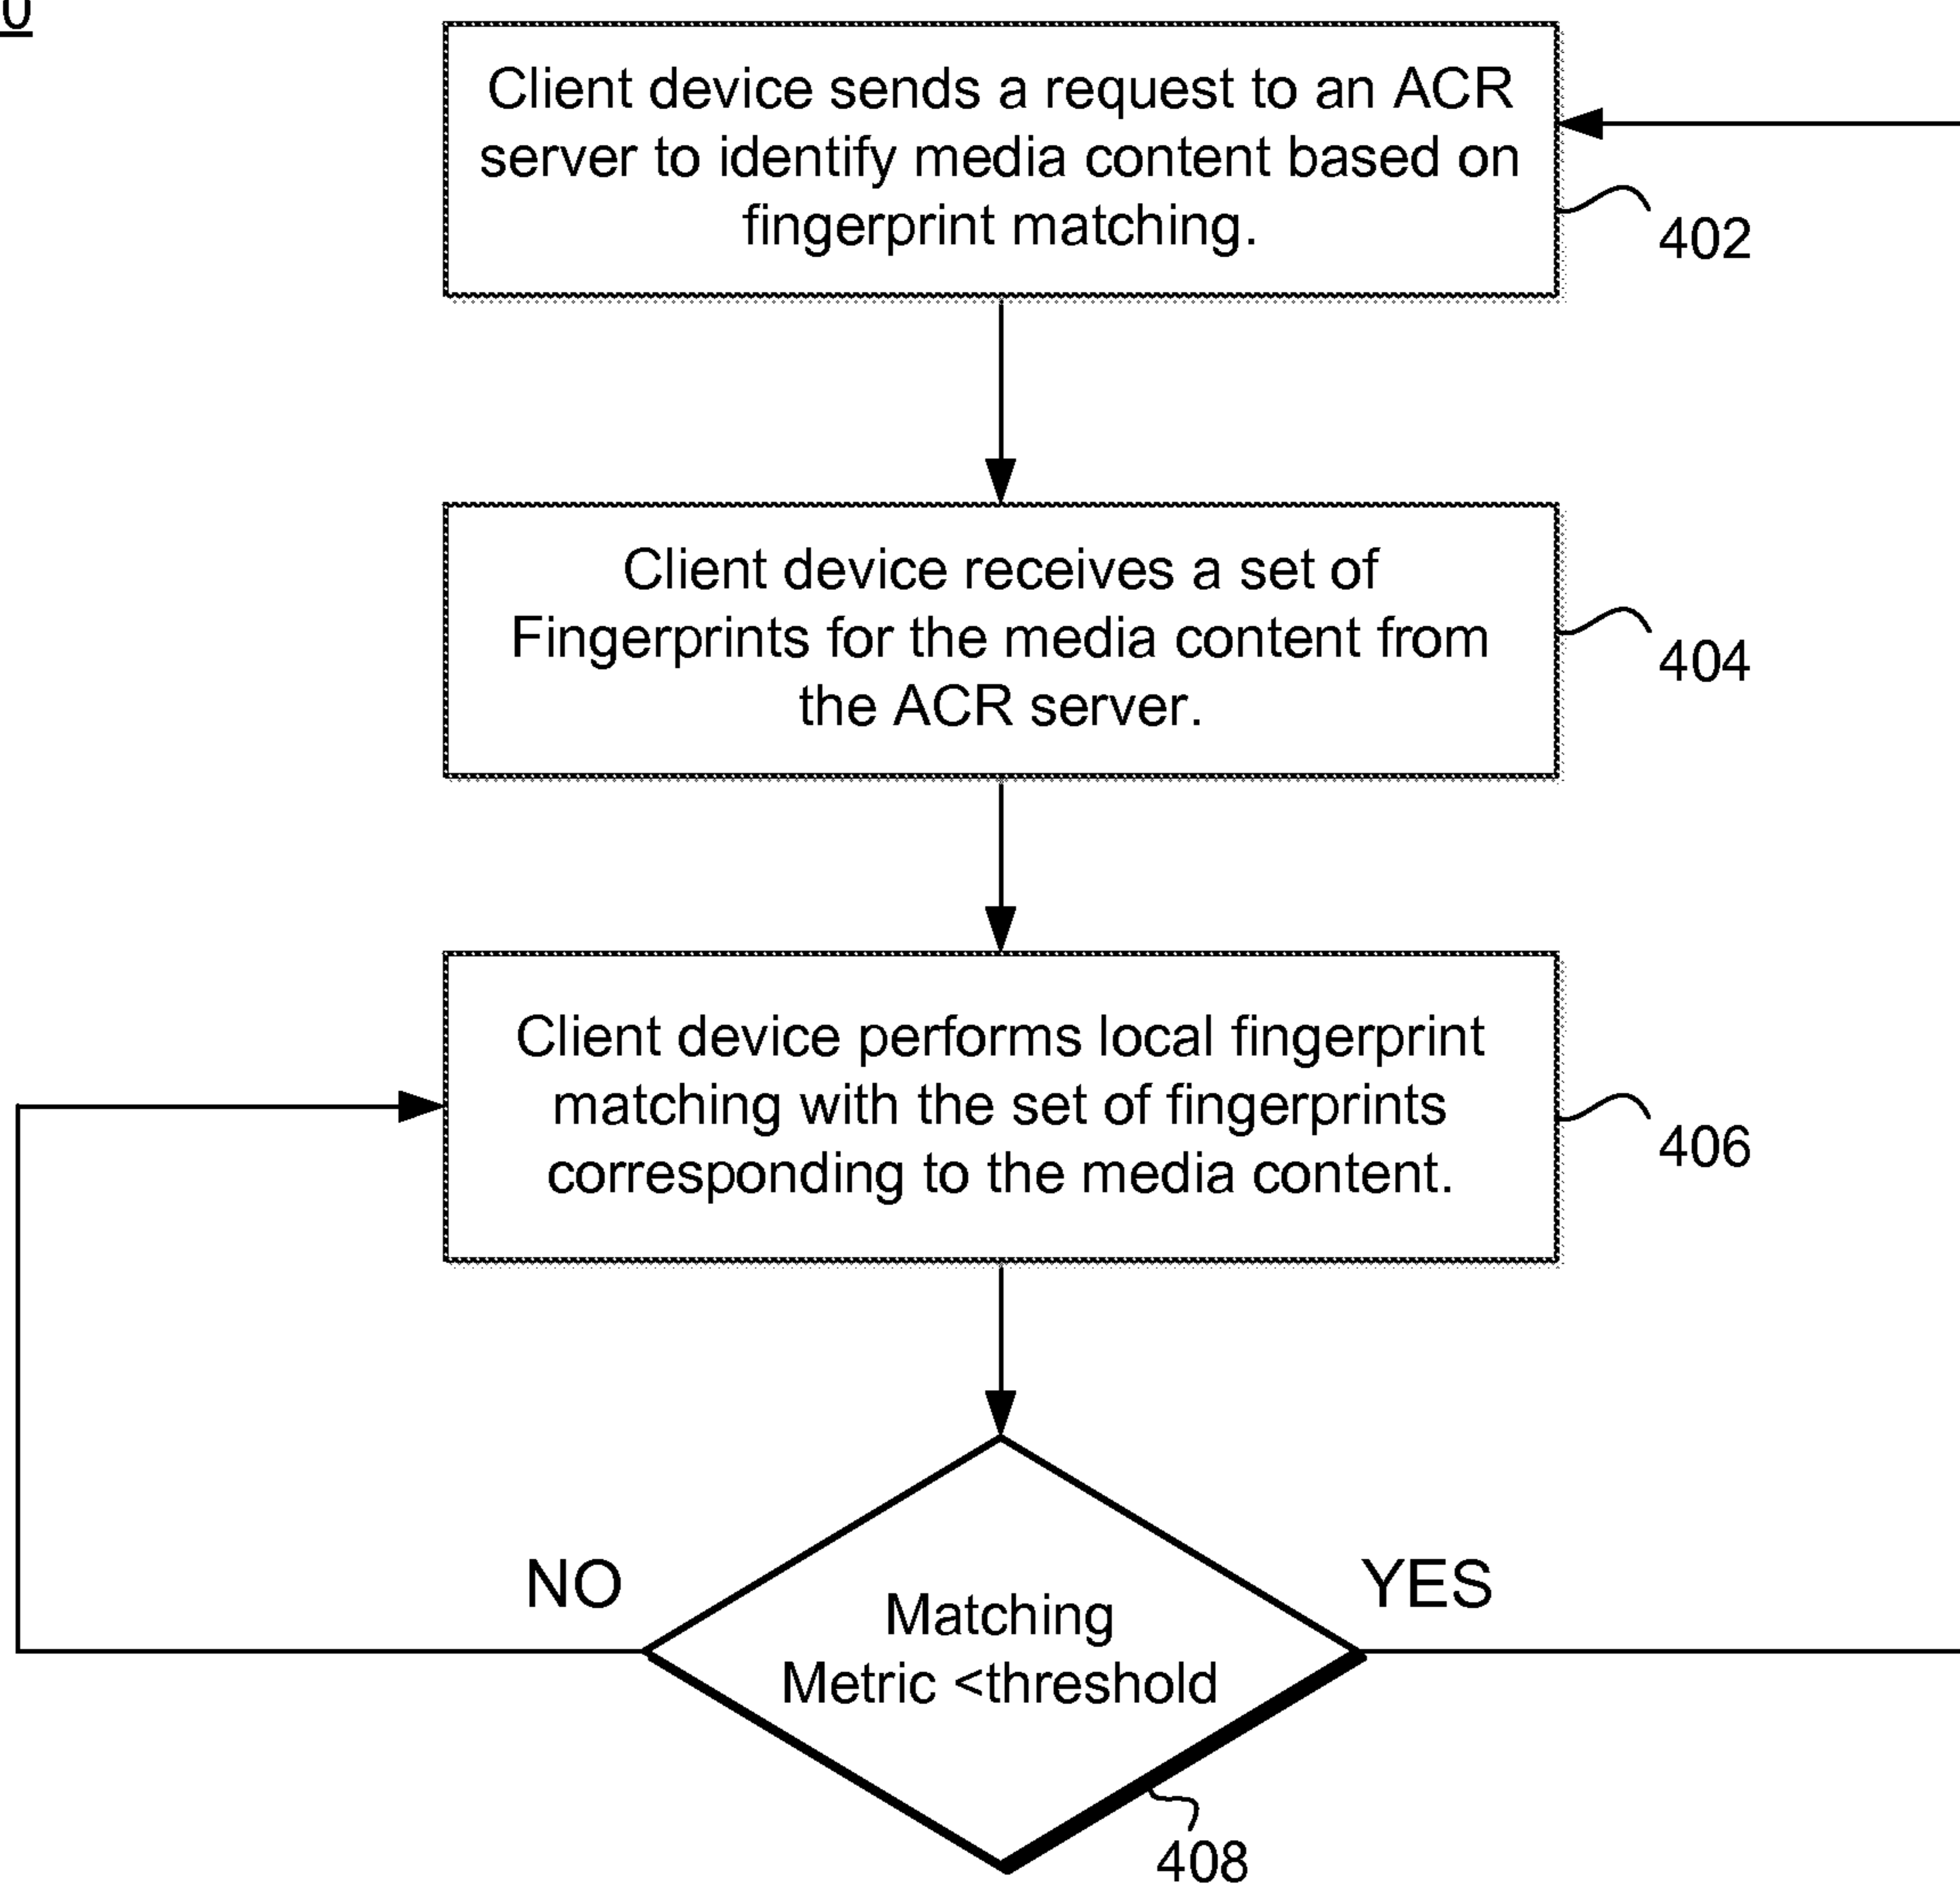 Client device sends a request to an ACR
server to identify media content based on
fingerprint matching.
402
Client device receives a set of
Fingerprints for the media content from
the ACR server.
404
Client device performs local fingerprint
matching with the set of fingerprints
corresponding to the media content.
406
NO
YES
Matching
Metric <threshold
408